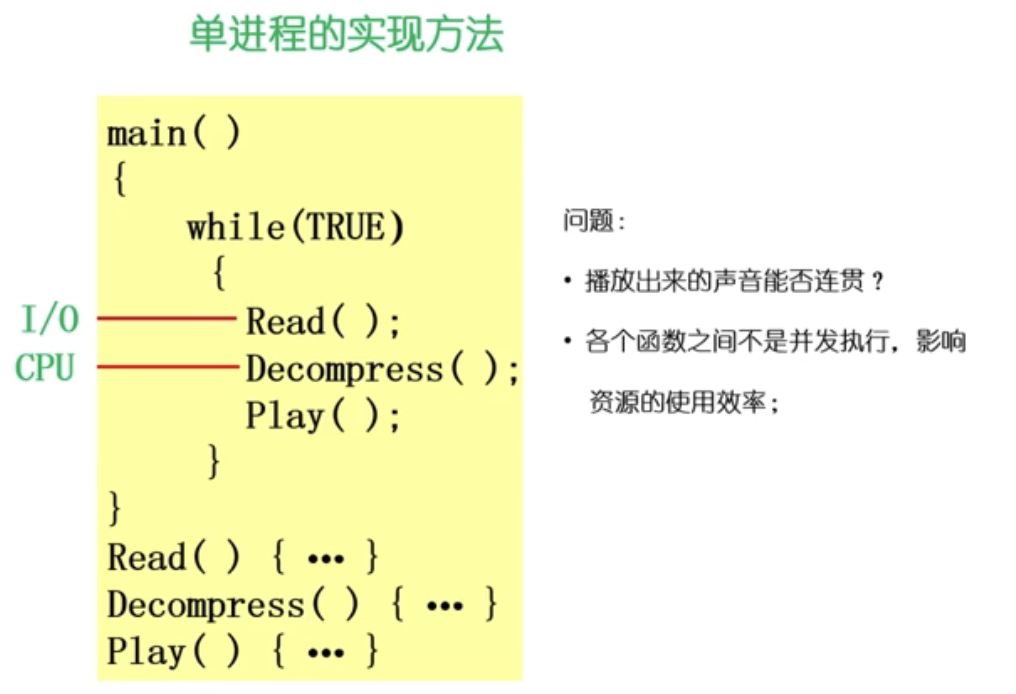 单进程的实现方法
main( )
{
while(TRUE)
{
I/O Read( );
CPU Decompress( );
Play( );
}
}
Read( ) { ••• }
Decompress( ) { ••• }
Play( ) { ••• }
问题：
• 播放出来的声音能否连贯？
• 各个函数之间不是并发执行，影响
资源的使用效率；